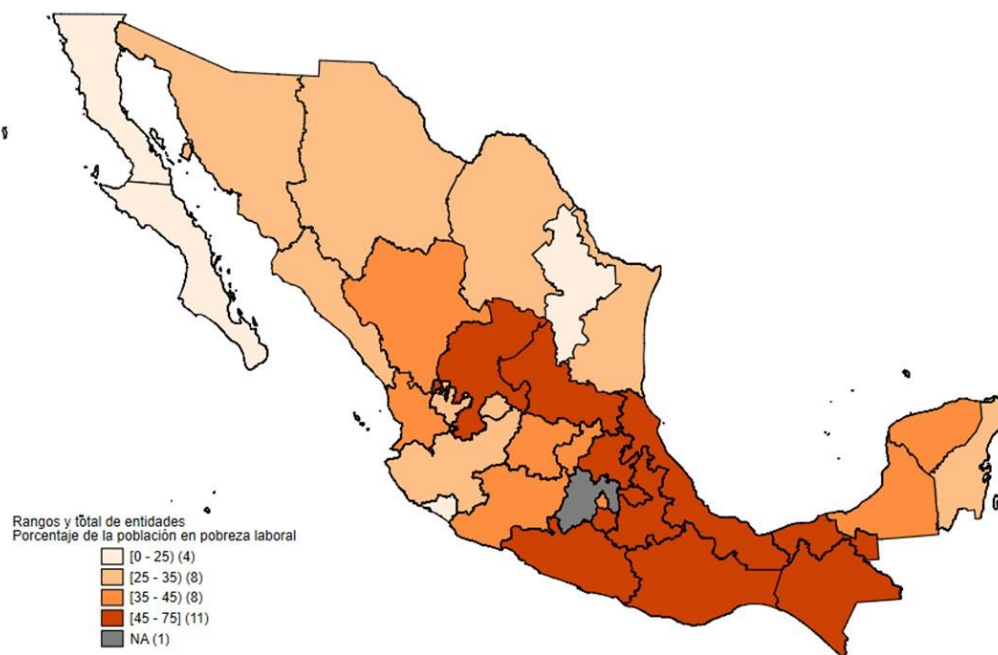 Rangos y total de entidades
Porcentaje de la población en pobreza laboral
[0 - 25) (4)
[25 - 35) (8)
[35 - 45) (8)
[45 - 75] (11)
NA (1)